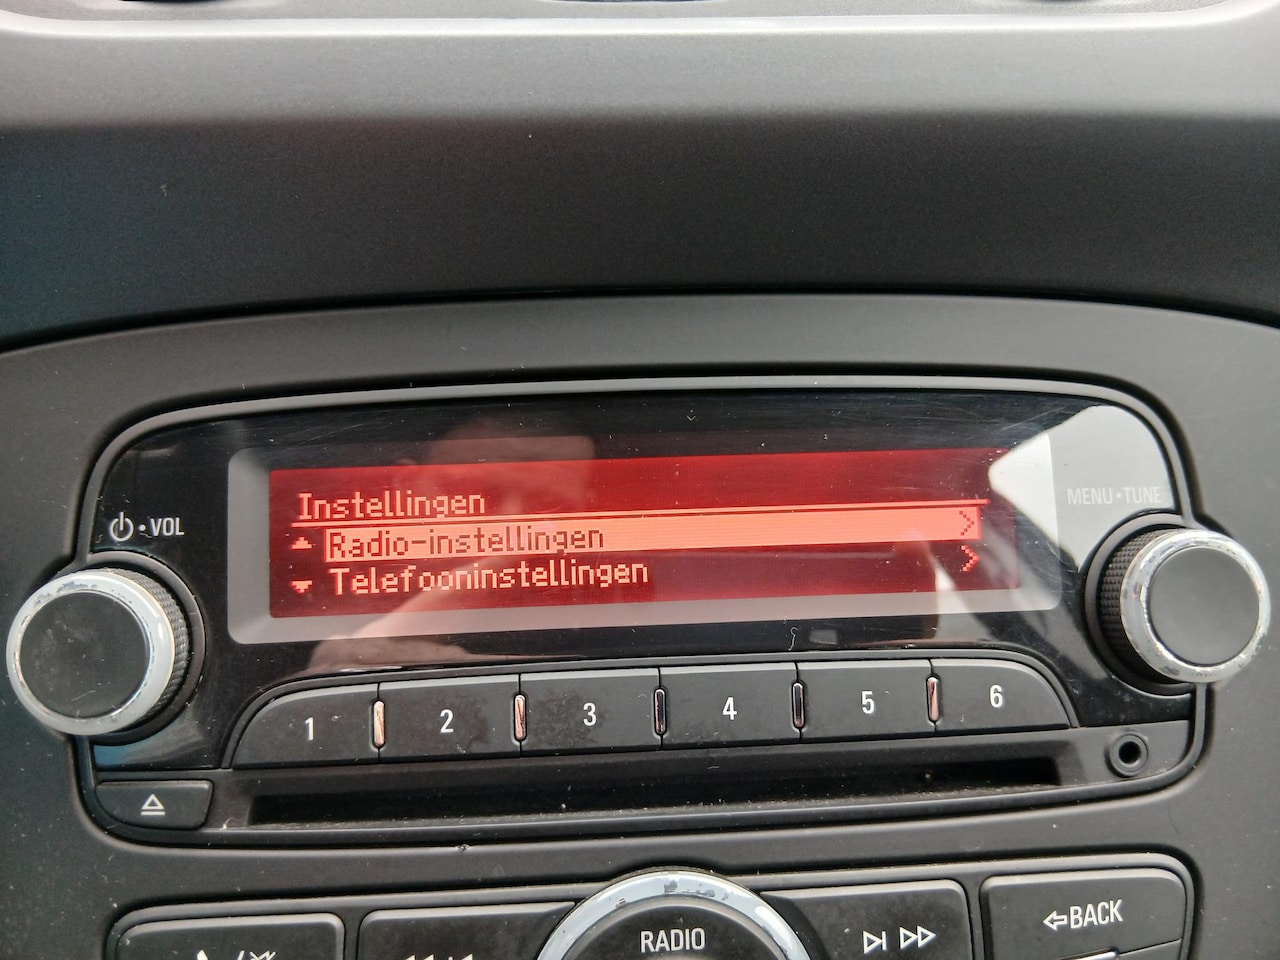 Instellingen
Radio-instellingen
Telefooninstellingen
VOL
MENU•TUNE
1 2 3 4 5 6
RADIO
BACK